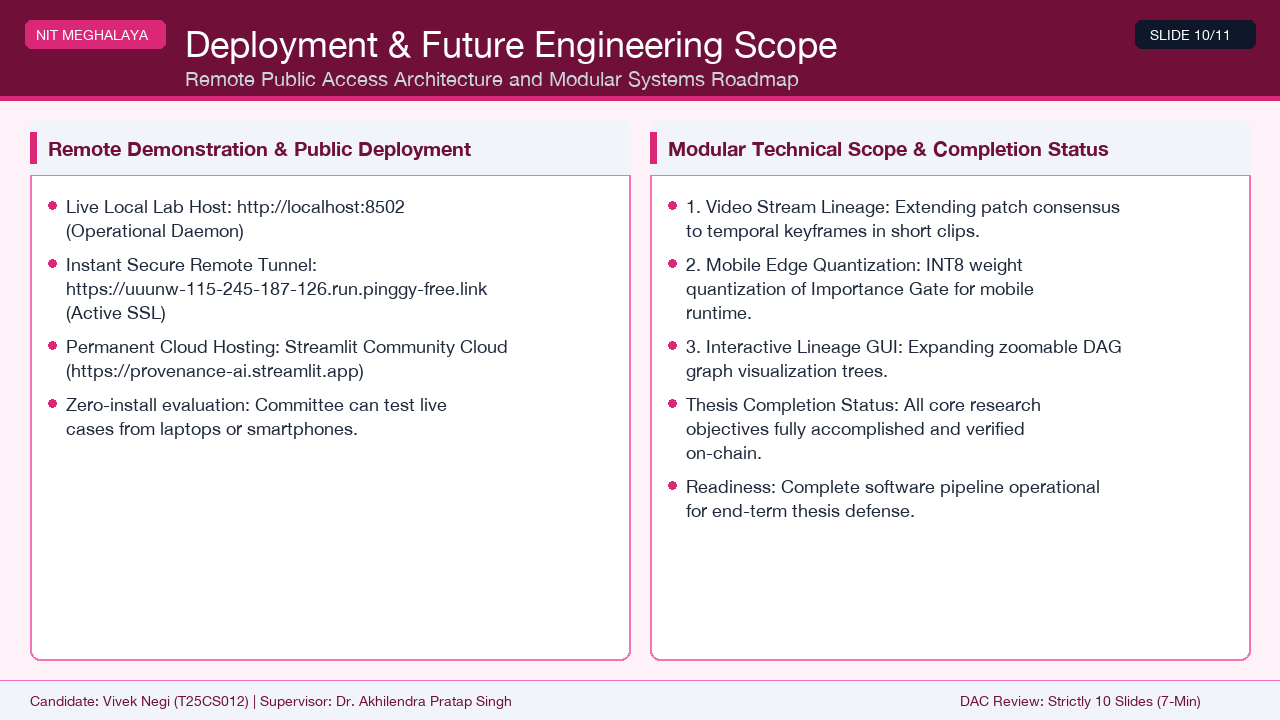 NIT MEGHALAYA
Deployment & Future Engineering Scope
SLIDE 10/11
Remote Public Access Architecture and Modular Systems Roadmap
Remote Demonstration & Public Deployment
Live Local Lab Host: http://localhost:8502
(Operational Daemon)
Instant Secure Remote Tunnel:
https://uuunw-115-245-187-126.run.pinggy-free.link
(Active SSL)
Permanent Cloud Hosting: Streamlit Community Cloud
(https://provenance-ai.streamlit.app)
Zero-install evaluation: Committee can test live
cases from laptops or smartphones.
Modular Technical Scope & Completion Status
1. Video Stream Lineage: Extending patch consensus
to temporal keyframes in short clips.
2. Mobile Edge Quantization: INT8 weight
quantization of Importance Gate for mobile
runtime.
3. Interactive Lineage GUI: Expanding zoomable DAG
graph visualization trees.
Thesis Completion Status: All core research
objectives fully accomplished and verified
on-chain.
Readiness: Complete software pipeline operational
for end-term thesis defense.
Candidate: Vivek Negi (T25CS012) | Supervisor: Dr. Akhilendra Pratap Singh
DAC Review: Strictly 10 Slides (7-Min)